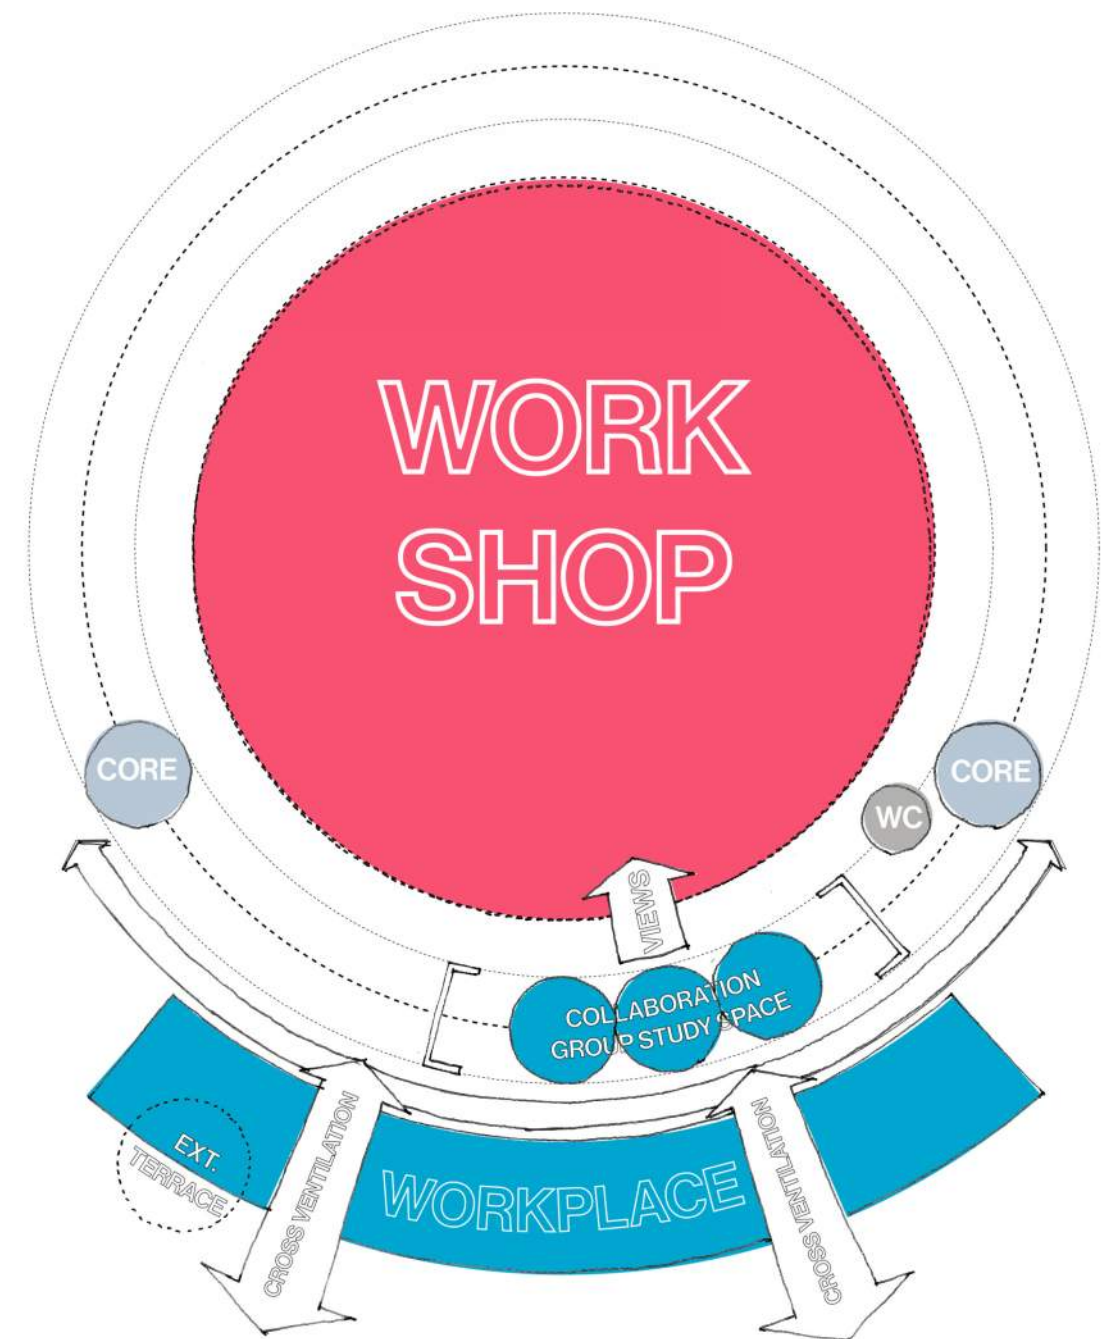 WORK
SHOP
CORE
CORE
WC
VIEWS
COLLABORATION
GROUP STUDY SPACE
EXT.
TERRACE
CROSS VENTILATION
WORKPLACE
CROSS VENTILATION